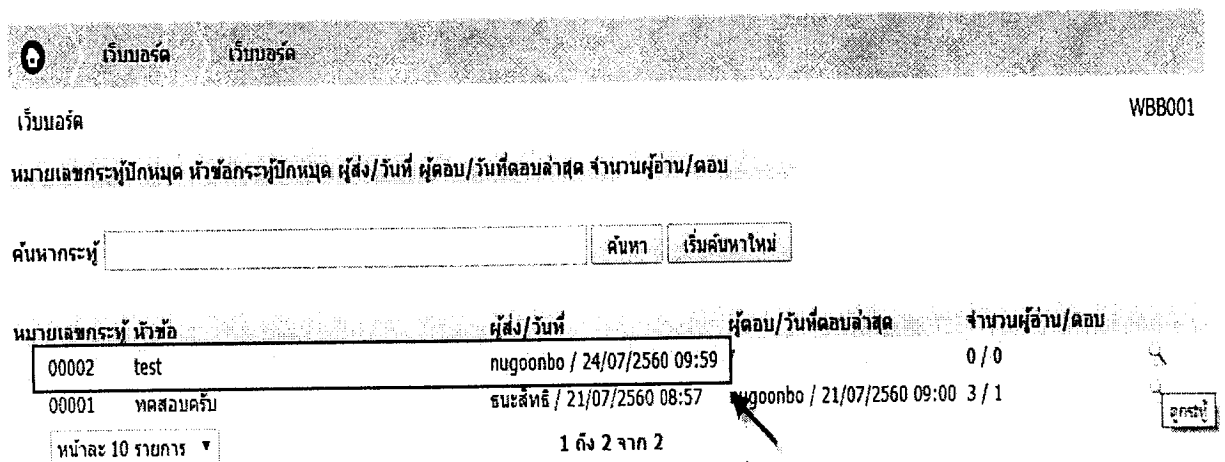 เว็บบอร์ด เว็บบอร์ด
เว็บบอร์ด WBB001
หมายเลขกระทู้ปักหมุด หัวข้อกระทู้ปักหมุด ผู้ส่ง/วันที่ ผู้ตอบ/วันที่ตอบล่าสุด จำนวนผู้อ่าน/ตอบ
ค้นหากระทู้ ค้นหา เริ่มค้นหาใหม่
หมายเลขกระทู้ หัวข้อ ผู้ส่ง/วันที่ ผู้ตอบ/วันที่ตอบล่าสุด จำนวนผู้อ่าน/ตอบ
00002 test nugoonbo / 24/07/2560 09:59 / 0 / 0
00001 ทดสอบครับ ธนะสิทธิ์ / 21/07/2560 08:57 nugoonbo / 21/07/2560 09:00 3 / 1
ดูกระทู้
หน้าละ 10 รายการ 1 ถึง 2 จาก 2